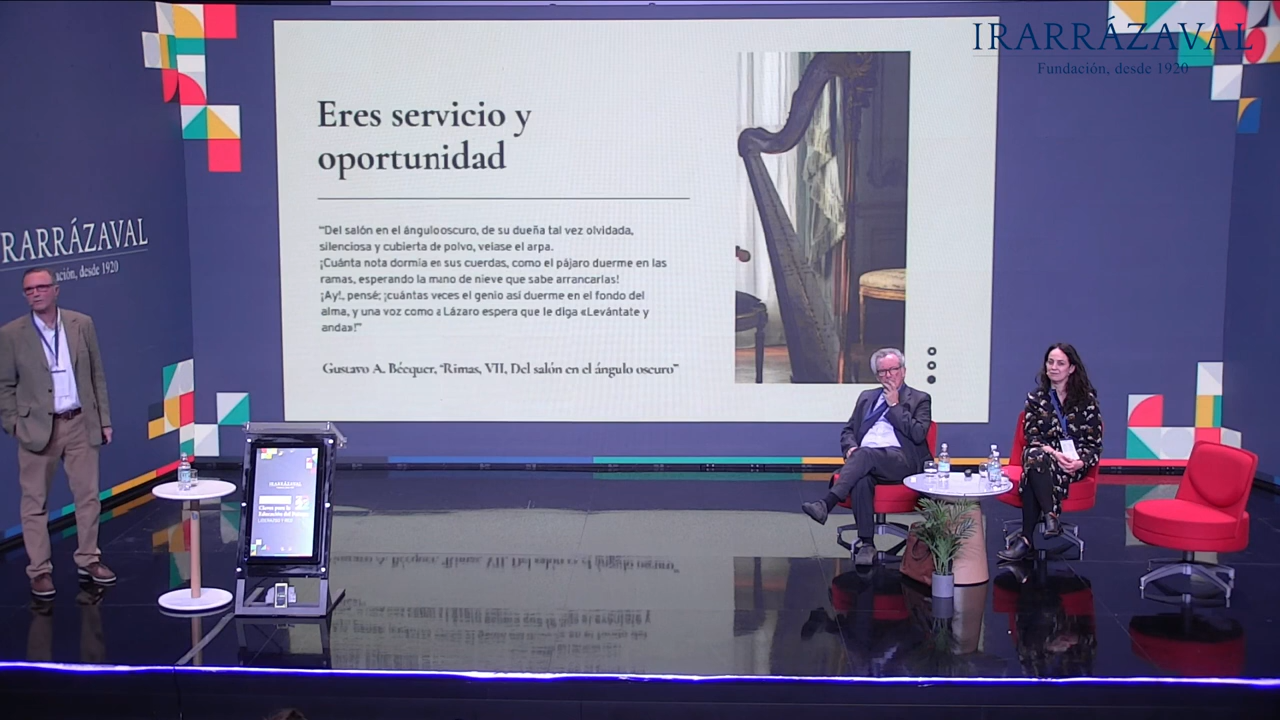 IRARRÁZAVAL
Fundación, desde 1920
Eres servicio y
oportunidad
“Del salón en el ángulo oscuro, de su dueña tal vez olvidada,
silenciosa y cubierta de polvo, veíase el arpa.
¡Cuánta nota dormía en sus cuerdas, como el pájaro duerme en las
ramas, esperando la mano de nieve que sabe arrancarlas!
¡Ay!, pensé; ¡cuántas veces el genio así duerme en el fondo del
alma, y una voz como a Lázaro espera que le diga «Levántate y
anda»!”
Gustavo A. Bécquer, “Rimas, VII, Del salón en el ángulo oscuro”
RARRÁZAVAL
ación, desde 1920
IRARRÁZAVAL